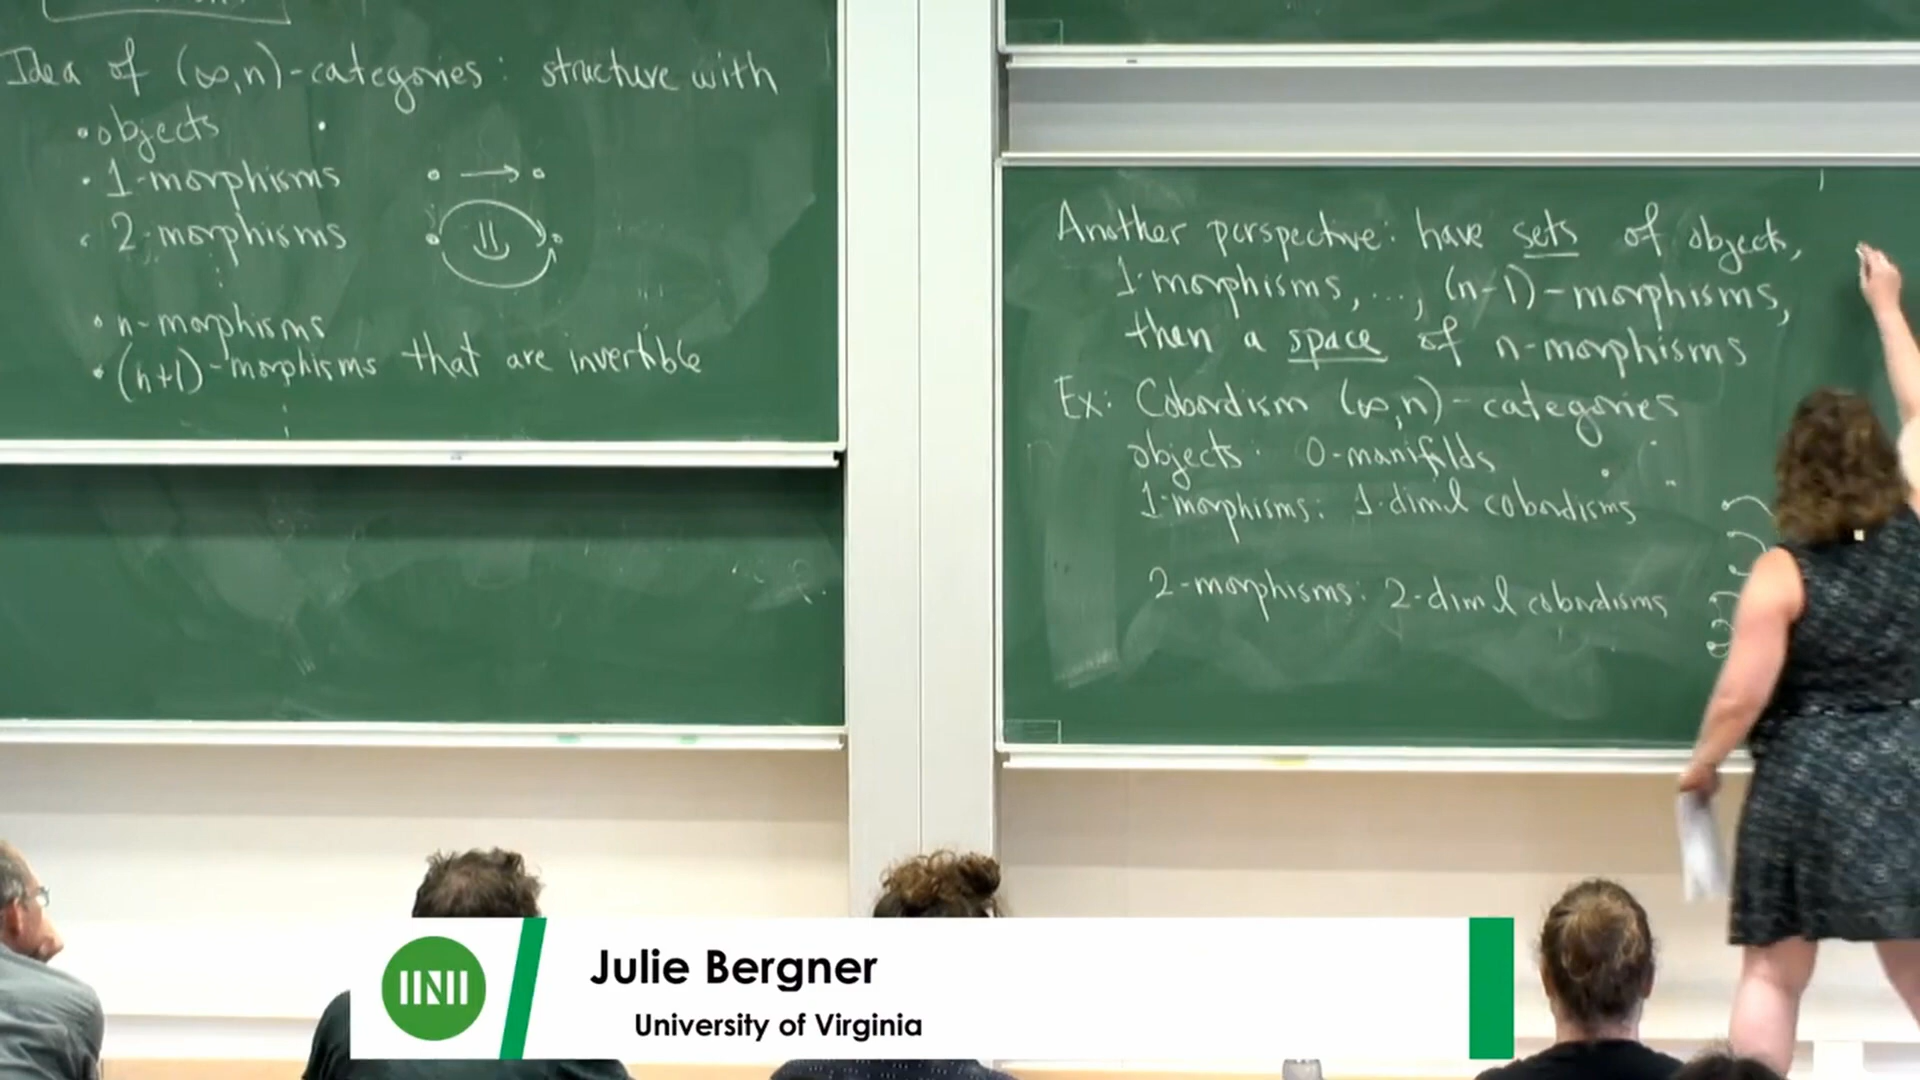 Idea of (∞,n)-categories: structure with
• objects
• 1-morphisms
• 2-morphisms
⋮
• n-morphisms
• (n+1)-morphisms that are invertible
⋮
Another perspective: have sets of objects,
1-morphisms, ..., (n-1)-morphisms,
then a space of n-morphisms
Ex: Cobordism (∞,n)-categories
objects: 0-manifolds
1-morphisms: 1-dim'l cobordisms
2-morphisms: 2-dim'l cobordisms
Julie Bergner
University of Virginia